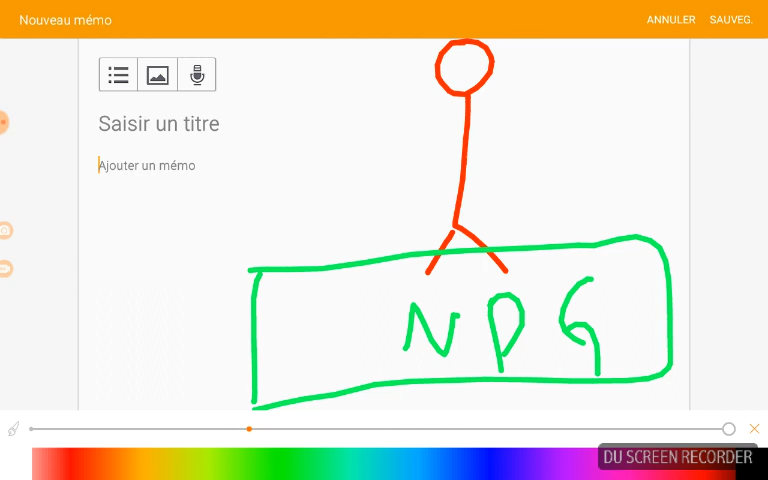 Nouveau mémo
ANNULER SAUVEG.
Saisir un titre
Ajouter un mémo
NPG
DU SCREEN RECORDER